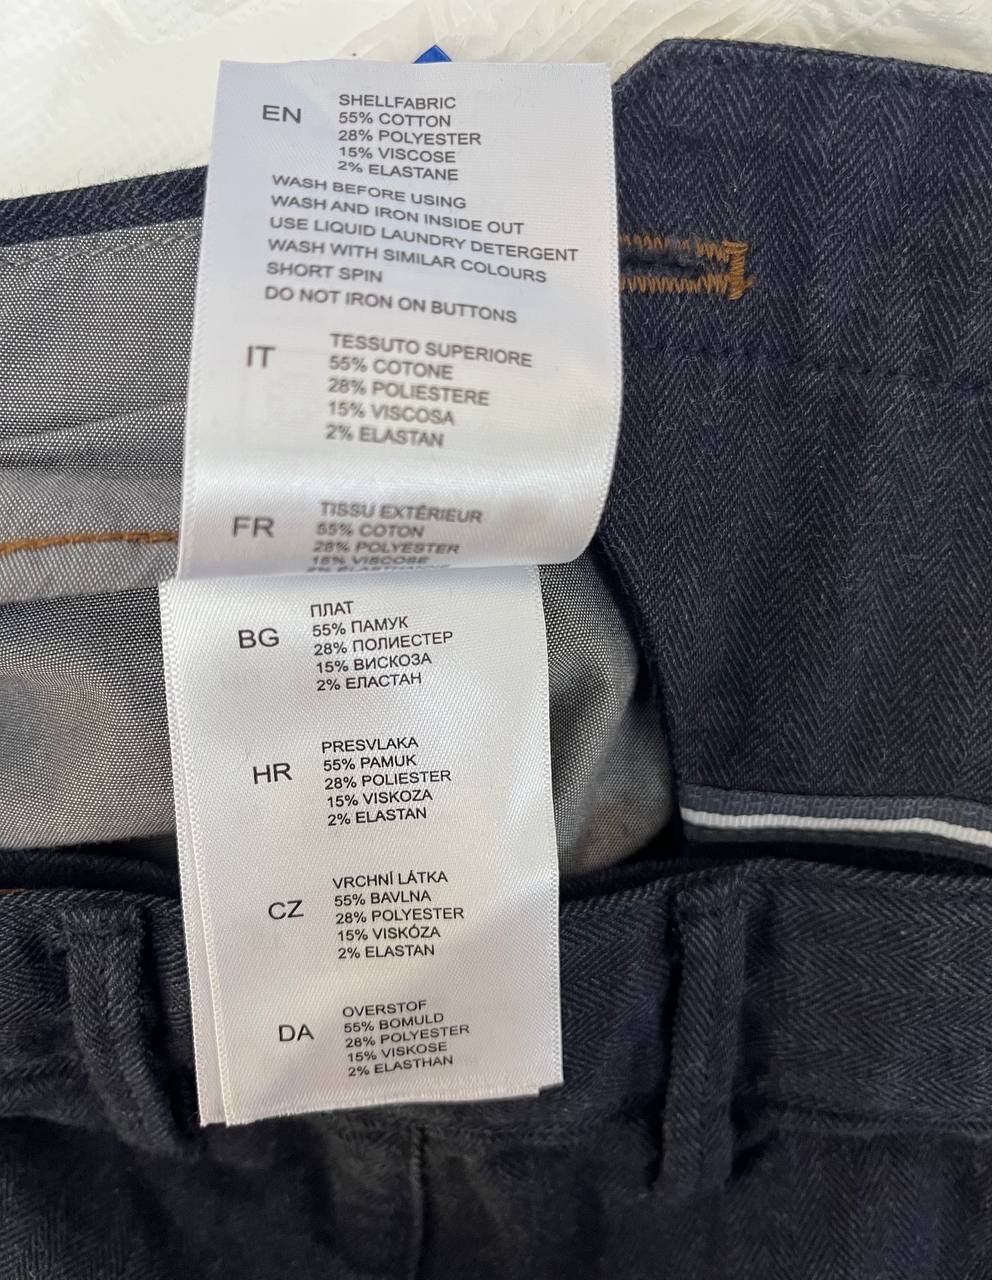 EN
SHELLFABRIC
55% COTTON
28% POLYESTER
15% VISCOSE
2% ELASTANE
WASH BEFORE USING
WASH AND IRON INSIDE OUT
USE LIQUID LAUNDRY DETERGENT
WASH WITH SIMILAR COLOURS
SHORT SPIN
DO NOT IRON ON BUTTONS
IT
TESSUTO SUPERIORE
55% COTONE
28% POLIESTERE
15% VISCOSA
2% ELASTAN
FR
TISSU EXTÉRIEUR
55% COTON
28% POLYESTER
15% VISCOSE
BG
ПЛАТ
55% ПАМУК
28% ПОЛИЕСТЕР
15% ВИСКОЗА
2% ЕЛАСТАН
HR
PRESVLAKA
55% PAMUK
28% POLIESTER
15% VISKOZA
2% ELASTAN
CZ
VRCHNÍ LÁTKA
55% BAVLNA
28% POLYESTER
15% VISKÓZA
2% ELASTAN
DA
OVERSTOF
55% BOMULD
28% POLYESTER
15% VISKOSE
2% ELASTHAN